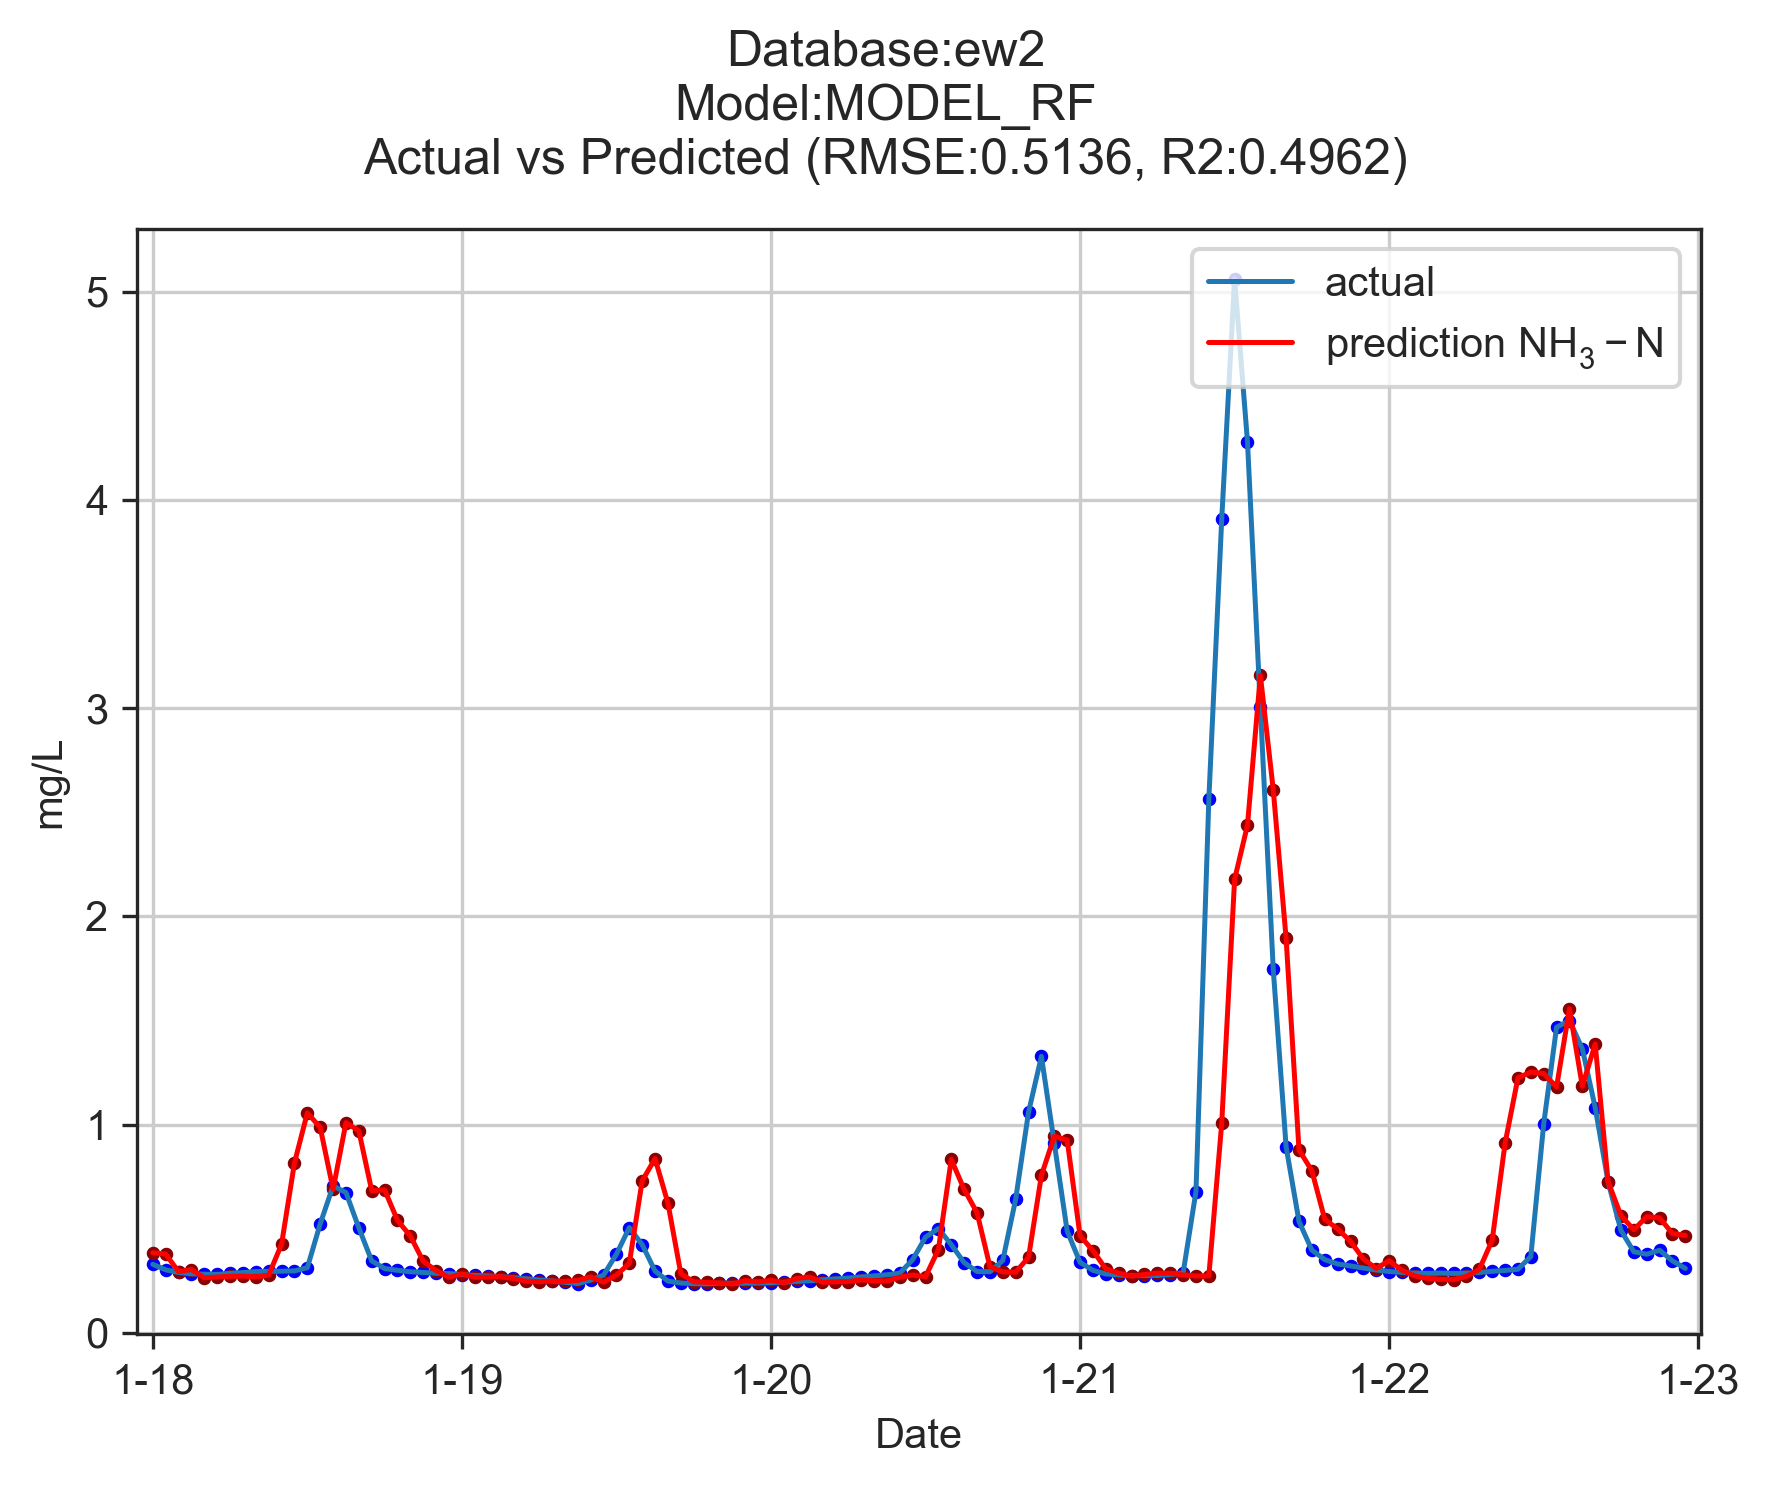 Database:ew2
Model:MODEL_RF
Actual vs Predicted (RMSE:0.5136, R2:0.4962)
actual
prediction NH₃ − N
5
4
3
2
1
0
mg/L
1-18 1-19 1-20 1-21 1-22 1-23
Date